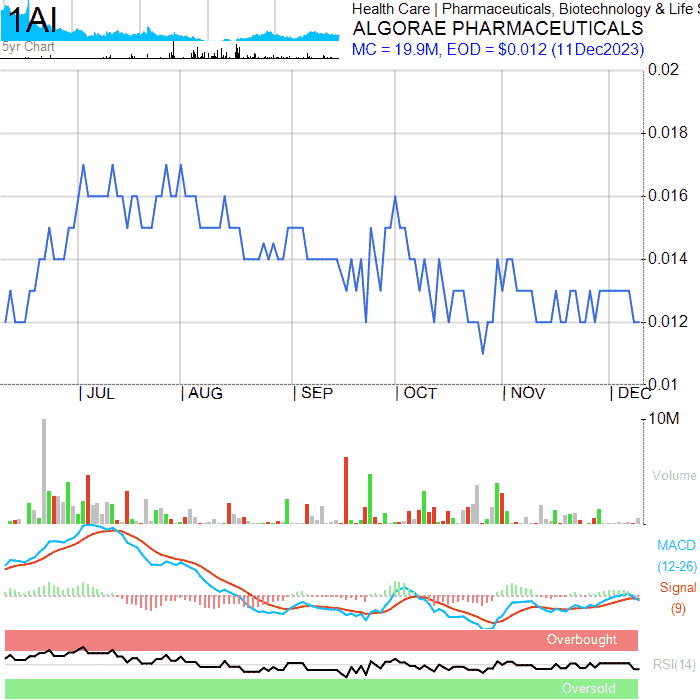 1AI
5yr Chart
Health Care | Pharmaceuticals, Biotechnology & Life S
ALGORAE PHARMACEUTICALS
MC = 19.9M, EOD = $0.012 (11Dec2023)
0.02
0.018
0.016
0.014
0.012
0.01
| JUL | AUG | SEP | OCT | NOV | DEC
10M
Volume
MACD
(12-26)
Signal
(9)
Overbought
RSI(14)
Oversold